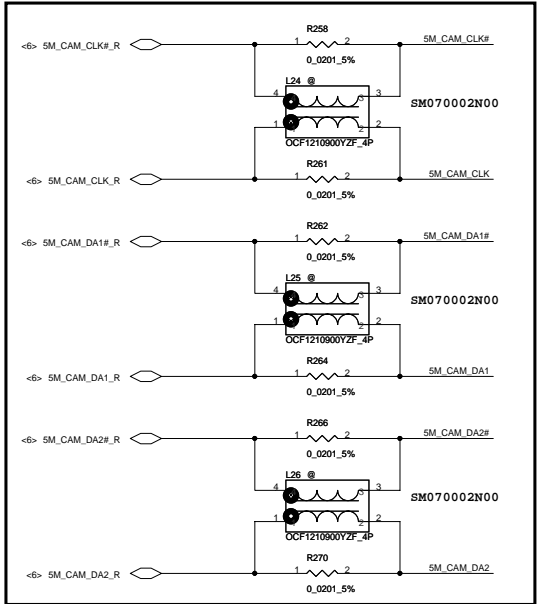 R258
<6> 5M_CAM_CLK#_R 1 2 5M_CAM_CLK#
0_0201_5%
L24 @
4 3 3
SM070002N00
1 2 2
OCF1210900YZF_4P
R261
<6> 5M_CAM_CLK_R 1 2 5M_CAM_CLK
0_0201_5%
R262
<6> 5M_CAM_DA1#_R 1 2 5M_CAM_DA1#
0_0201_5%
L25 @
4 3 3
SM070002N00
1 2 2
OCF1210900YZF_4P
R264
<6> 5M_CAM_DA1_R 1 2 5M_CAM_DA1
0_0201_5%
R266
<6> 5M_CAM_DA2#_R 1 2 5M_CAM_DA2#
0_0201_5%
L26 @
4 3 3
SM070002N00
1 2 2
OCF1210900YZF_4P
R270
<6> 5M_CAM_DA2_R 1 2 5M_CAM_DA2
0_0201_5%